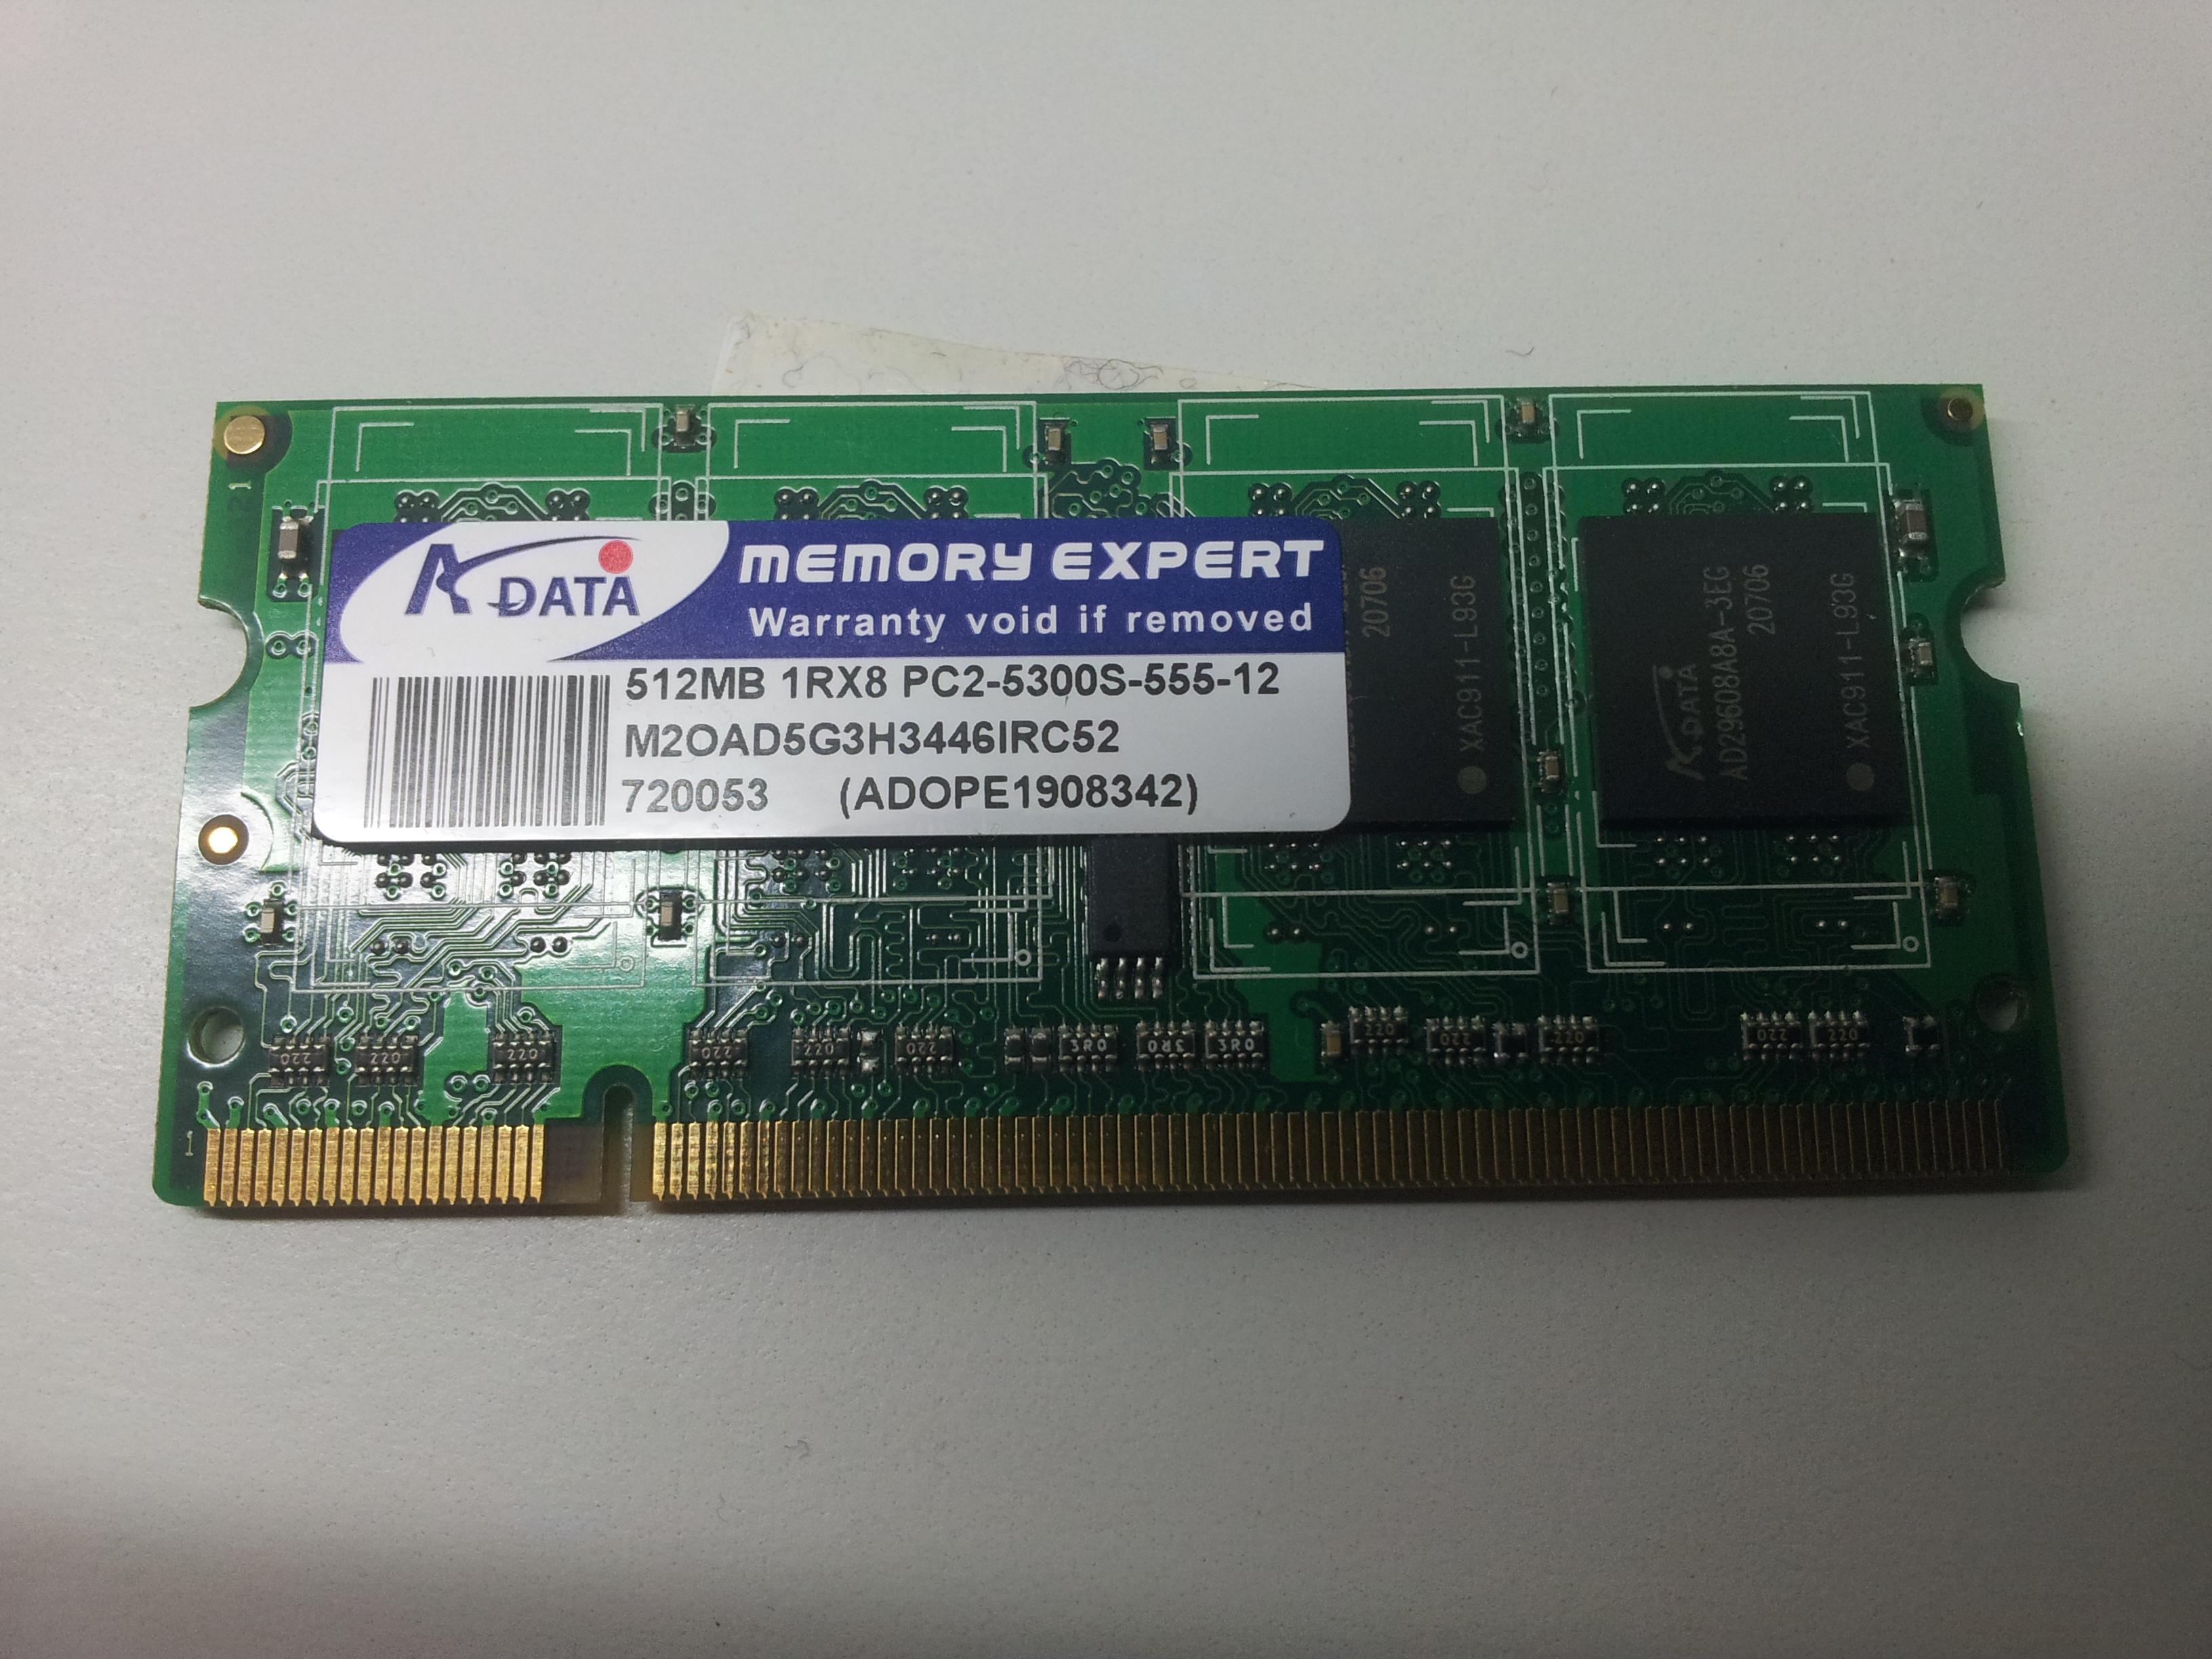 A DATA
MEMORY EXPERT
Warranty void if removed
512MB 1RX8 PC2-5300S-555-12
M2OAD5G3H3446IRC52
720053 (ADOPE1908342)
20706
XAC911-L93G
A DATA
AD29608A8A-3EG
20706
XAC911-L93G
1
220
220
220
220
220
220
3R0
3R0
3R0
220
220
220
220
220
1